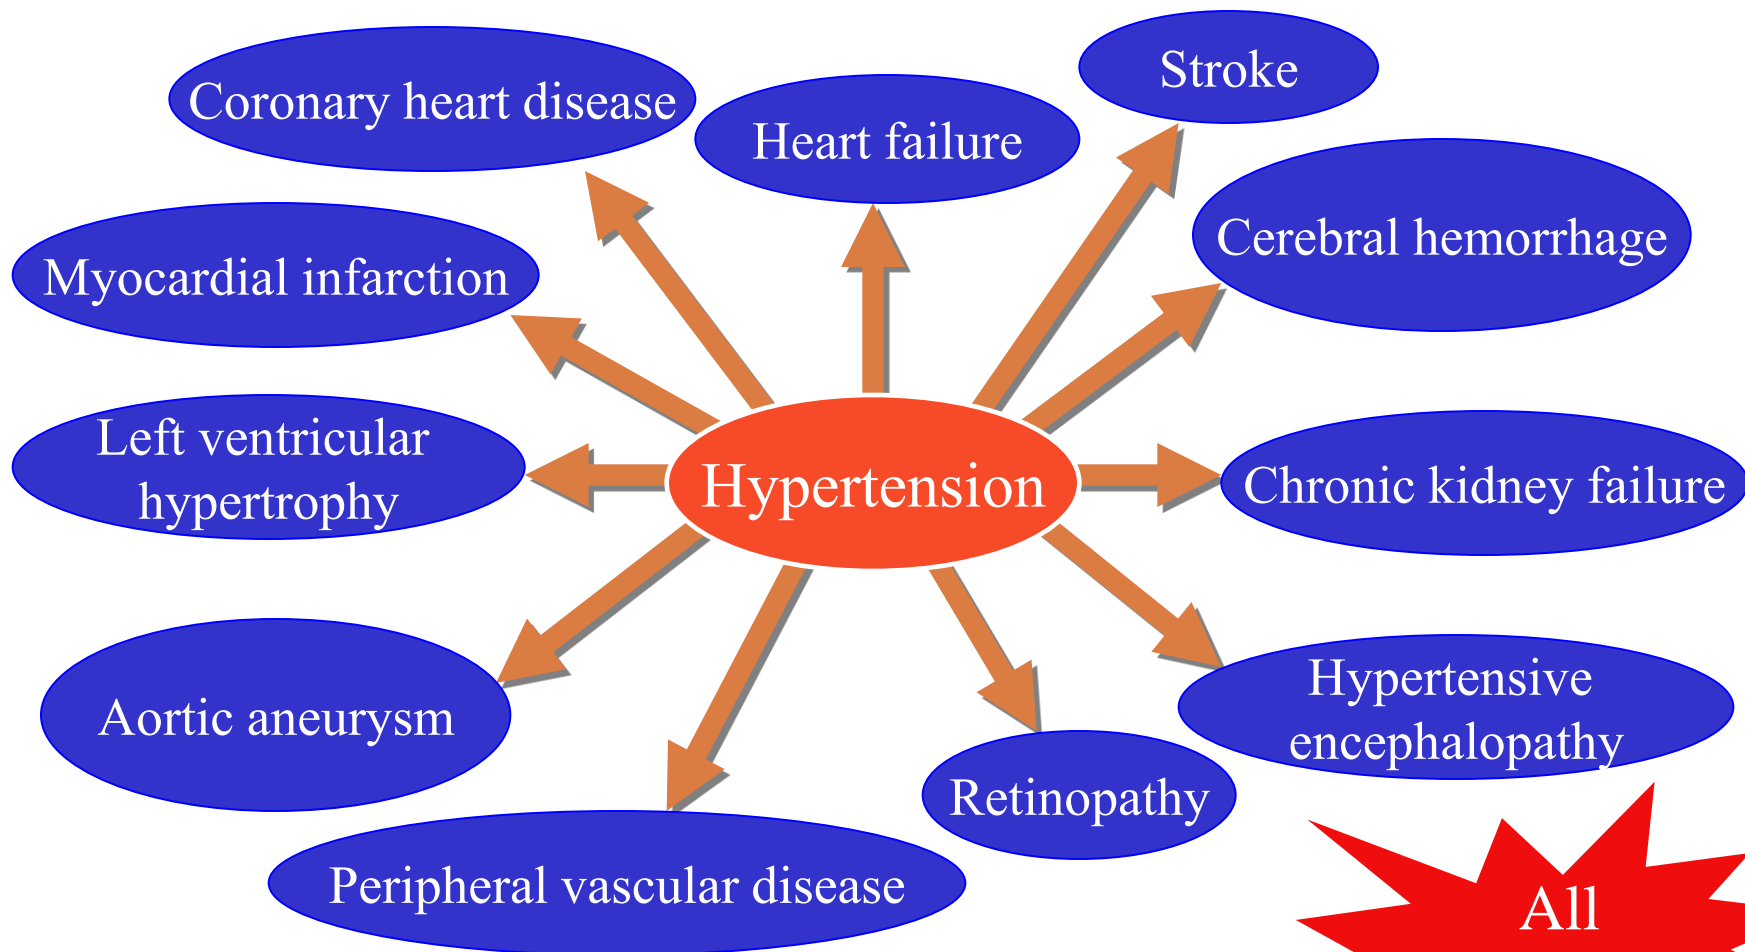 Stroke
Coronary heart disease
Heart failure
Cerebral hemorrhage
Myocardial infarction
Left ventricular
hypertrophy
Hypertension
Chronic kidney failure
Hypertensive
encephalopathy
Aortic aneurysm
Retinopathy
Peripheral vascular disease
All